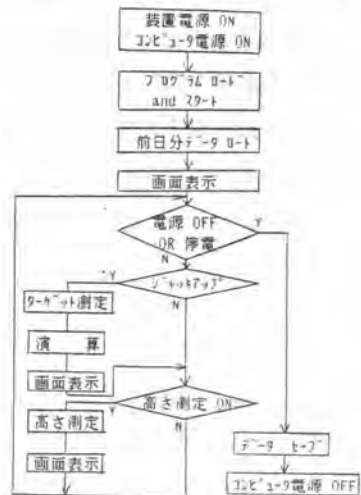 装置電源 ON
コンピュータ電源 ON
プログラム ロード
and スタート
前日分データ ロード
画面表示
電源 OFF
OR 停電
Y
N
ジャッキアップ
Y
N
ターゲット測定
演 算
画面表示
高さ測定 ON
Y
N
高さ測定
画面表示
データ セーブ
コンピュータ電源 OFF